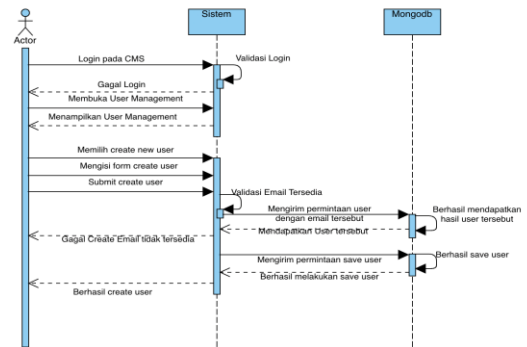 Sistem
Mongodb
Actor
Login pada CMS
Validasi Login
Gagal Login
Membuka User Management
Menampilkan User Management
Memilih create new user
Mengisi form create user
Submit create user
Validasi Email Tersedia
Mengirim permintaan user
dengan email tersebut
Berhasil mendapatkan
hasil user tersebut
Mendapatkan User tersebut
Gagal Create Email tidak tersedia
Mengirim permintaan save user
Berhasil save user
Berhasil melakukan save user
Berhasil create user